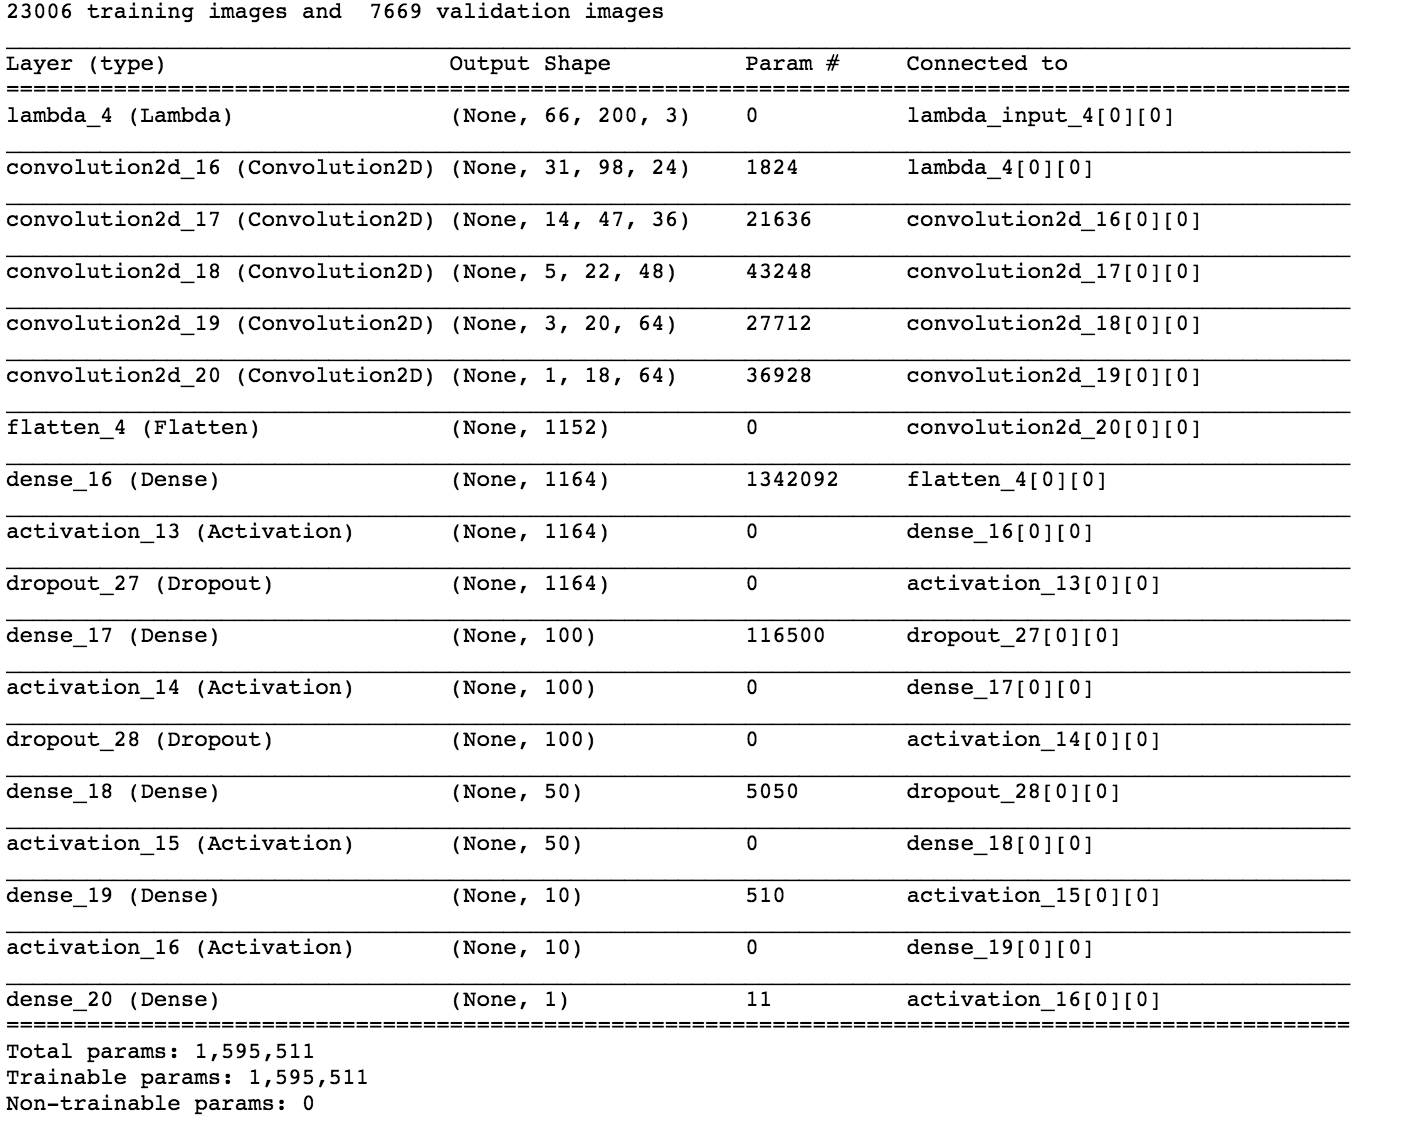 23006 training images and  7669 validation images
Layer (type)                     Output Shape          Param #     Connected to
lambda_4 (Lambda)                (None, 66, 200, 3)    0           lambda_input_4[0][0]
convolution2d_16 (Convolution2D) (None, 31, 98, 24)    1824        lambda_4[0][0]
convolution2d_17 (Convolution2D) (None, 14, 47, 36)    21636       convolution2d_16[0][0]
convolution2d_18 (Convolution2D) (None, 5, 22, 48)     43248       convolution2d_17[0][0]
convolution2d_19 (Convolution2D) (None, 3, 20, 64)     27712       convolution2d_18[0][0]
convolution2d_20 (Convolution2D) (None, 1, 18, 64)     36928       convolution2d_19[0][0]
flatten_4 (Flatten)              (None, 1152)          0           convolution2d_20[0][0]
dense_16 (Dense)                 (None, 1164)          1342092     flatten_4[0][0]
activation_13 (Activation)       (None, 1164)          0           dense_16[0][0]
dropout_27 (Dropout)             (None, 1164)          0           activation_13[0][0]
dense_17 (Dense)                 (None, 100)           116500      dropout_27[0][0]
activation_14 (Activation)       (None, 100)           0           dense_17[0][0]
dropout_28 (Dropout)             (None, 100)           0           activation_14[0][0]
dense_18 (Dense)                 (None, 50)            5050        dropout_28[0][0]
activation_15 (Activation)       (None, 50)            0           dense_18[0][0]
dense_19 (Dense)                 (None, 10)            510         activation_15[0][0]
activation_16 (Activation)       (None, 10)            0           dense_19[0][0]
dense_20 (Dense)                 (None, 1)             11          activation_16[0][0]
Total params: 1,595,511
Trainable params: 1,595,511
Non-trainable params: 0